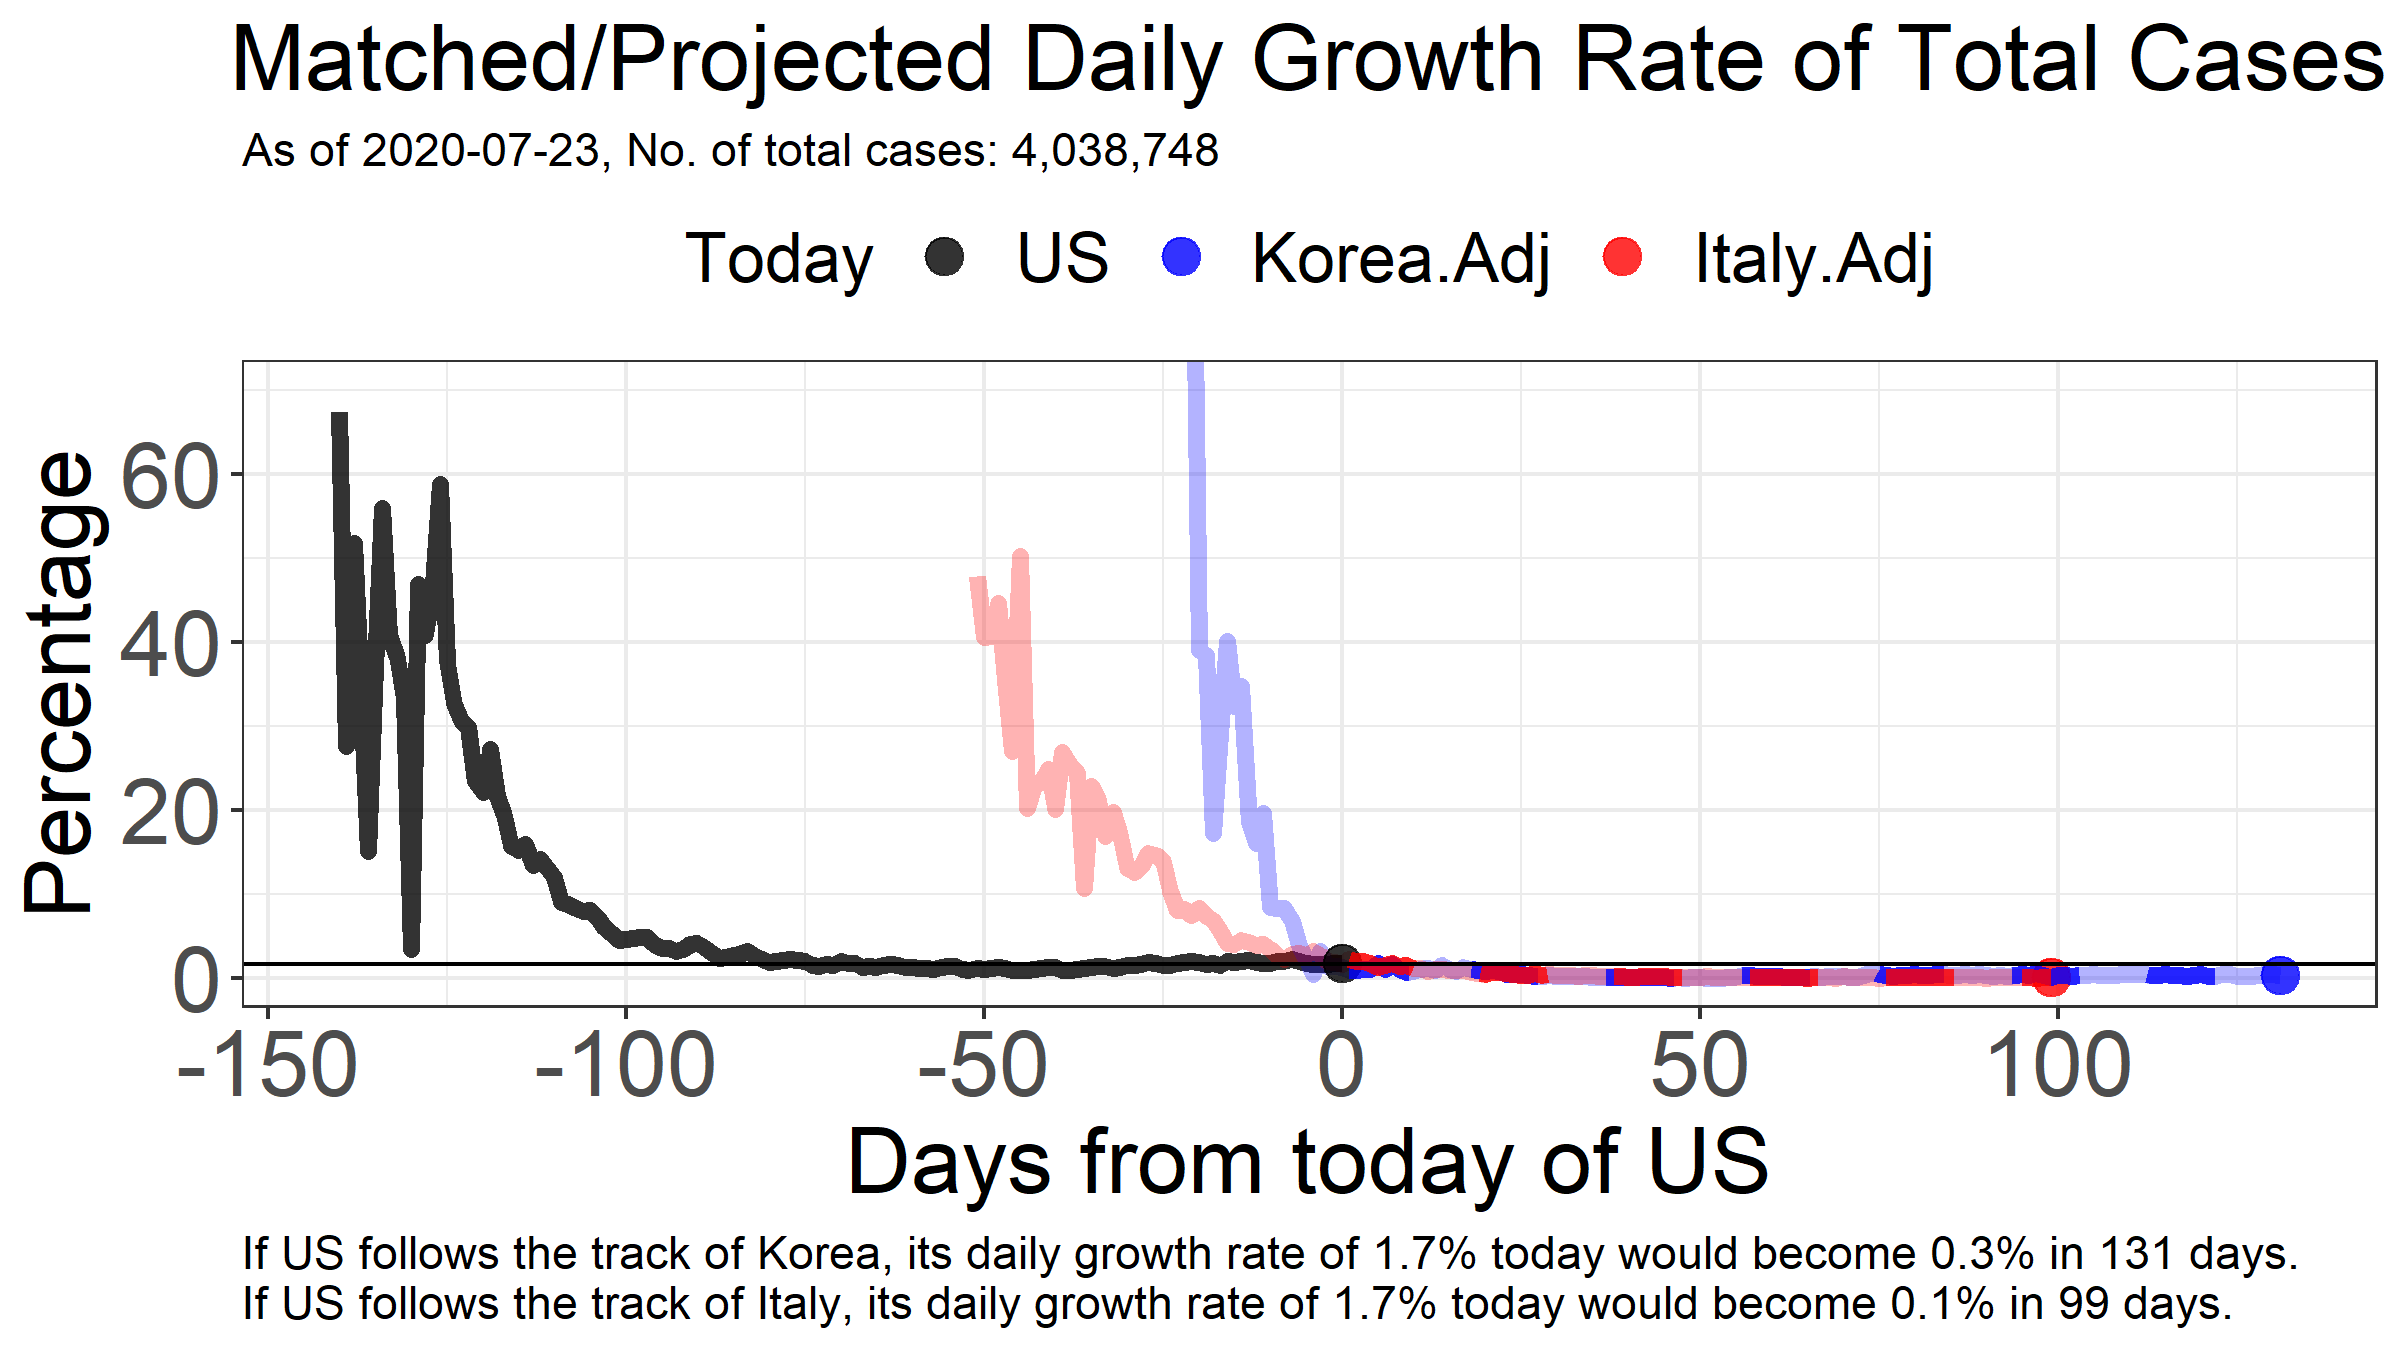 Matched/Projected Daily Growth Rate of Total Cases
As of 2020-07-23, No. of total cases: 4,038,748
Today US Korea.Adj Italy.Adj
Percentage
60
40
20
0
-150 -100 -50 0 50 100
Days from today of US
If US follows the track of Korea, its daily growth rate of 1.7% today would become 0.3% in 131 days.
If US follows the track of Italy, its daily growth rate of 1.7% today would become 0.1% in 99 days.